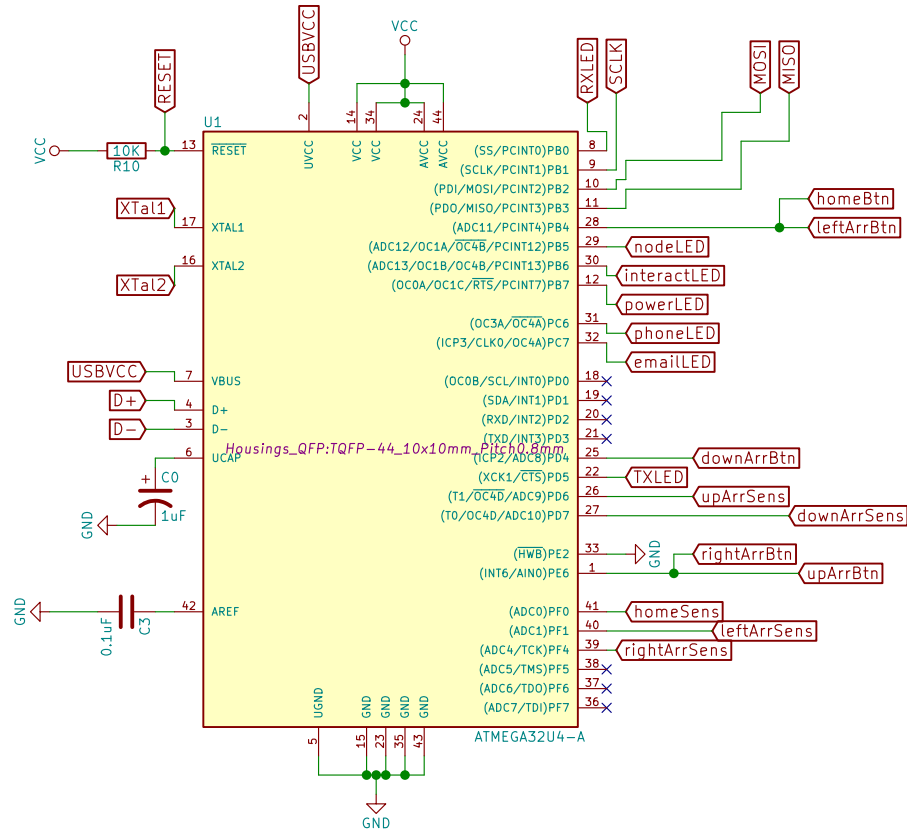 VCC
USBVCC
RESET
RXLED
SCLK
MOSI
MISO
U1
2
14
34
24
44
VCC
10K
R10
13
RESET
UVCC
VCC
VCC
AVCC
AVCC
(SS/PCINT0)PB0
8
(SCLK/PCINT1)PB1
9
(PDI/MOSI/PCINT2)PB2
10
(PDO/MISO/PCINT3)PB3
11
homeBtn
XTal1
17
XTAL1
(ADC11/PCINT4)PB4
28
leftArrBtn
(ADC12/OC1A/OC4B/PCINT12)PB5
29
nodeLED
XTal2
16
XTAL2
(ADC13/OC1B/OC4B/PCINT13)PB6
30
interactLED
(OC0A/OC1C/RTS/PCINT7)PB7
12
powerLED
(OC3A/OC4A)PC6
31
phoneLED
(ICP3/CLK0/OC4A)PC7
32
emailLED
USBVCC
7
VBUS
(OC0B/SCL/INT0)PD0
18
D+
4
D+
(SDA/INT1)PD1
19
D-
3
D-
(RXD/INT2)PD2
20
(TXD/INT3)PD3
21
Housings_QFP:TQFP-44_10x10mm_Pitch0.8mm
6
UCAP
(ICP2/ADC8)PD4
25
downArrBtn
+
C0
1uF
GND
(XCK1/CTS)PD5
22
TXLED
(T1/OC4D/ADC9)PD6
26
upArrSens
(T0/OC4D/ADC10)PD7
27
downArrSens
(HWB)PE2
33
GND
rightArrBtn
(INT6/AIN0)PE6
1
upArrBtn
GND
0.1uF
C3
42
AREF
(ADC0)PF0
41
homeSens
(ADC1)PF1
40
leftArrSens
(ADC4/TCK)PF4
39
rightArrSens
(ADC5/TMS)PF5
38
(ADC6/TDO)PF6
37
(ADC7/TDI)PF7
36
UGND
GND
GND
GND
GND
ATMEGA32U4-A
5
15
23
35
43
GND